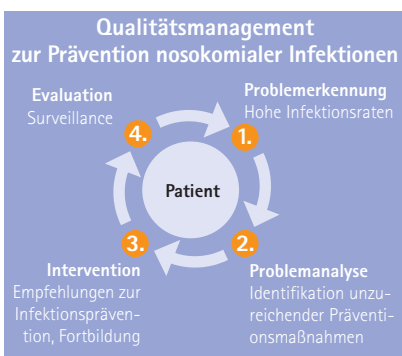 Qualitätsmanagement
zur Prävention nosokomialer Infektionen
Evaluation
Surveillance
4.
Problemerkennung
Hohe Infektionsraten
1.
Patient
3.
Intervention
Empfehlungen zur
Infektionspräven-
tion, Fortbildung
2.
Problemanalyse
Identifikation unzu-
reichender Präventi-
onsmaßnahmen